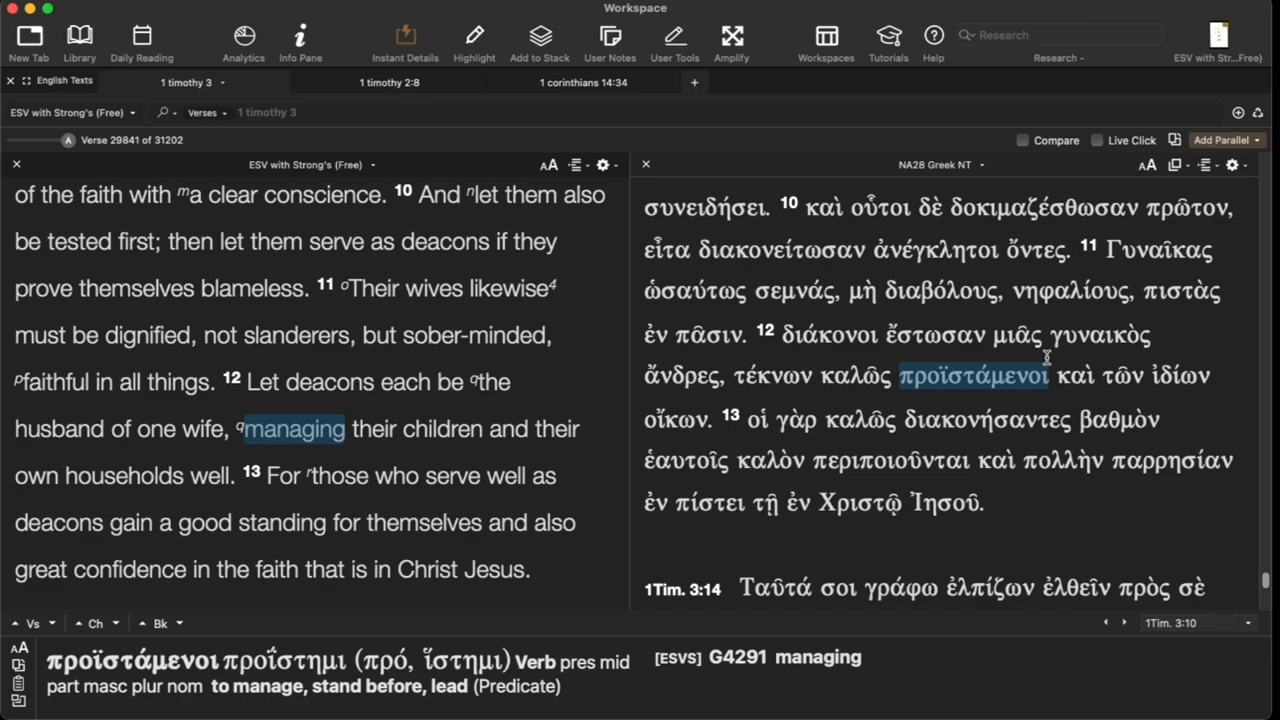 Workspace
New Tab Library Daily Reading Analytics Info Pane Instant Details Highlight Add to Stack User Notes User Tools Amplify Workspaces Tutorials Help Research Research ESV with Str...Free)
English Texts 1 timothy 3 1 timothy 2:8 1 corinthians 14:34 +
ESV with Strong's (Free) Verses 1 timothy 3
A Verse 29841 of 31202 Compare Live Click Add Parallel
ESV with Strong's (Free) AA
of the faith with ᵐa clear conscience. 10 And ⁿlet them also
be tested first; then let them serve as deacons if they
prove themselves blameless. 11 ᵒTheir wives likewise⁴
must be dignified, not slanderers, but sober-minded,
ᵖfaithful in all things. 12 Let deacons each be qthe
husband of one wife, qmanaging their children and their
own households well. 13 For ʳthose who serve well as
deacons gain a good standing for themselves and also
great confidence in the faith that is in Christ Jesus.
NA28 Greek NT AA
συνειδήσει. 10 καὶ οὗτοι δὲ δοκιμαζέσθωσαν πρῶτον,
εἶτα διακονείτωσαν ἀνέγκλητοι ὄντες. 11 Γυναῖκας
ὡσαύτως σεμνάς, μὴ διαβόλους, νηφαλίους, πιστὰς
ἐν πᾶσιν. 12 διάκονοι ἔστωσαν μιᾶς γυναικὸς
ἄνδρες, τέκνων καλῶς προϊστάμενοι καὶ τῶν ἰδίων
οἴκων. 13 οἱ γὰρ καλῶς διακονήσαντες βαθμὸν
ἑαυτοῖς καλὸν περιποιοῦνται καὶ πολλὴν παρρησίαν
ἐν πίστει τῇ ἐν Χριστῷ Ἰησοῦ.
1Tim. 3:14 Ταῦτά σοι γράφω ἐλπίζων ἐλθεῖν πρὸς σὲ
Vs Ch Bk 1Tim. 3:10
AA προϊστάμενοι προΐστημι (πρό, ἵστημι) Verb pres mid
part masc plur nom to manage, stand before, lead (Predicate)
[ESVS] G4291 managing